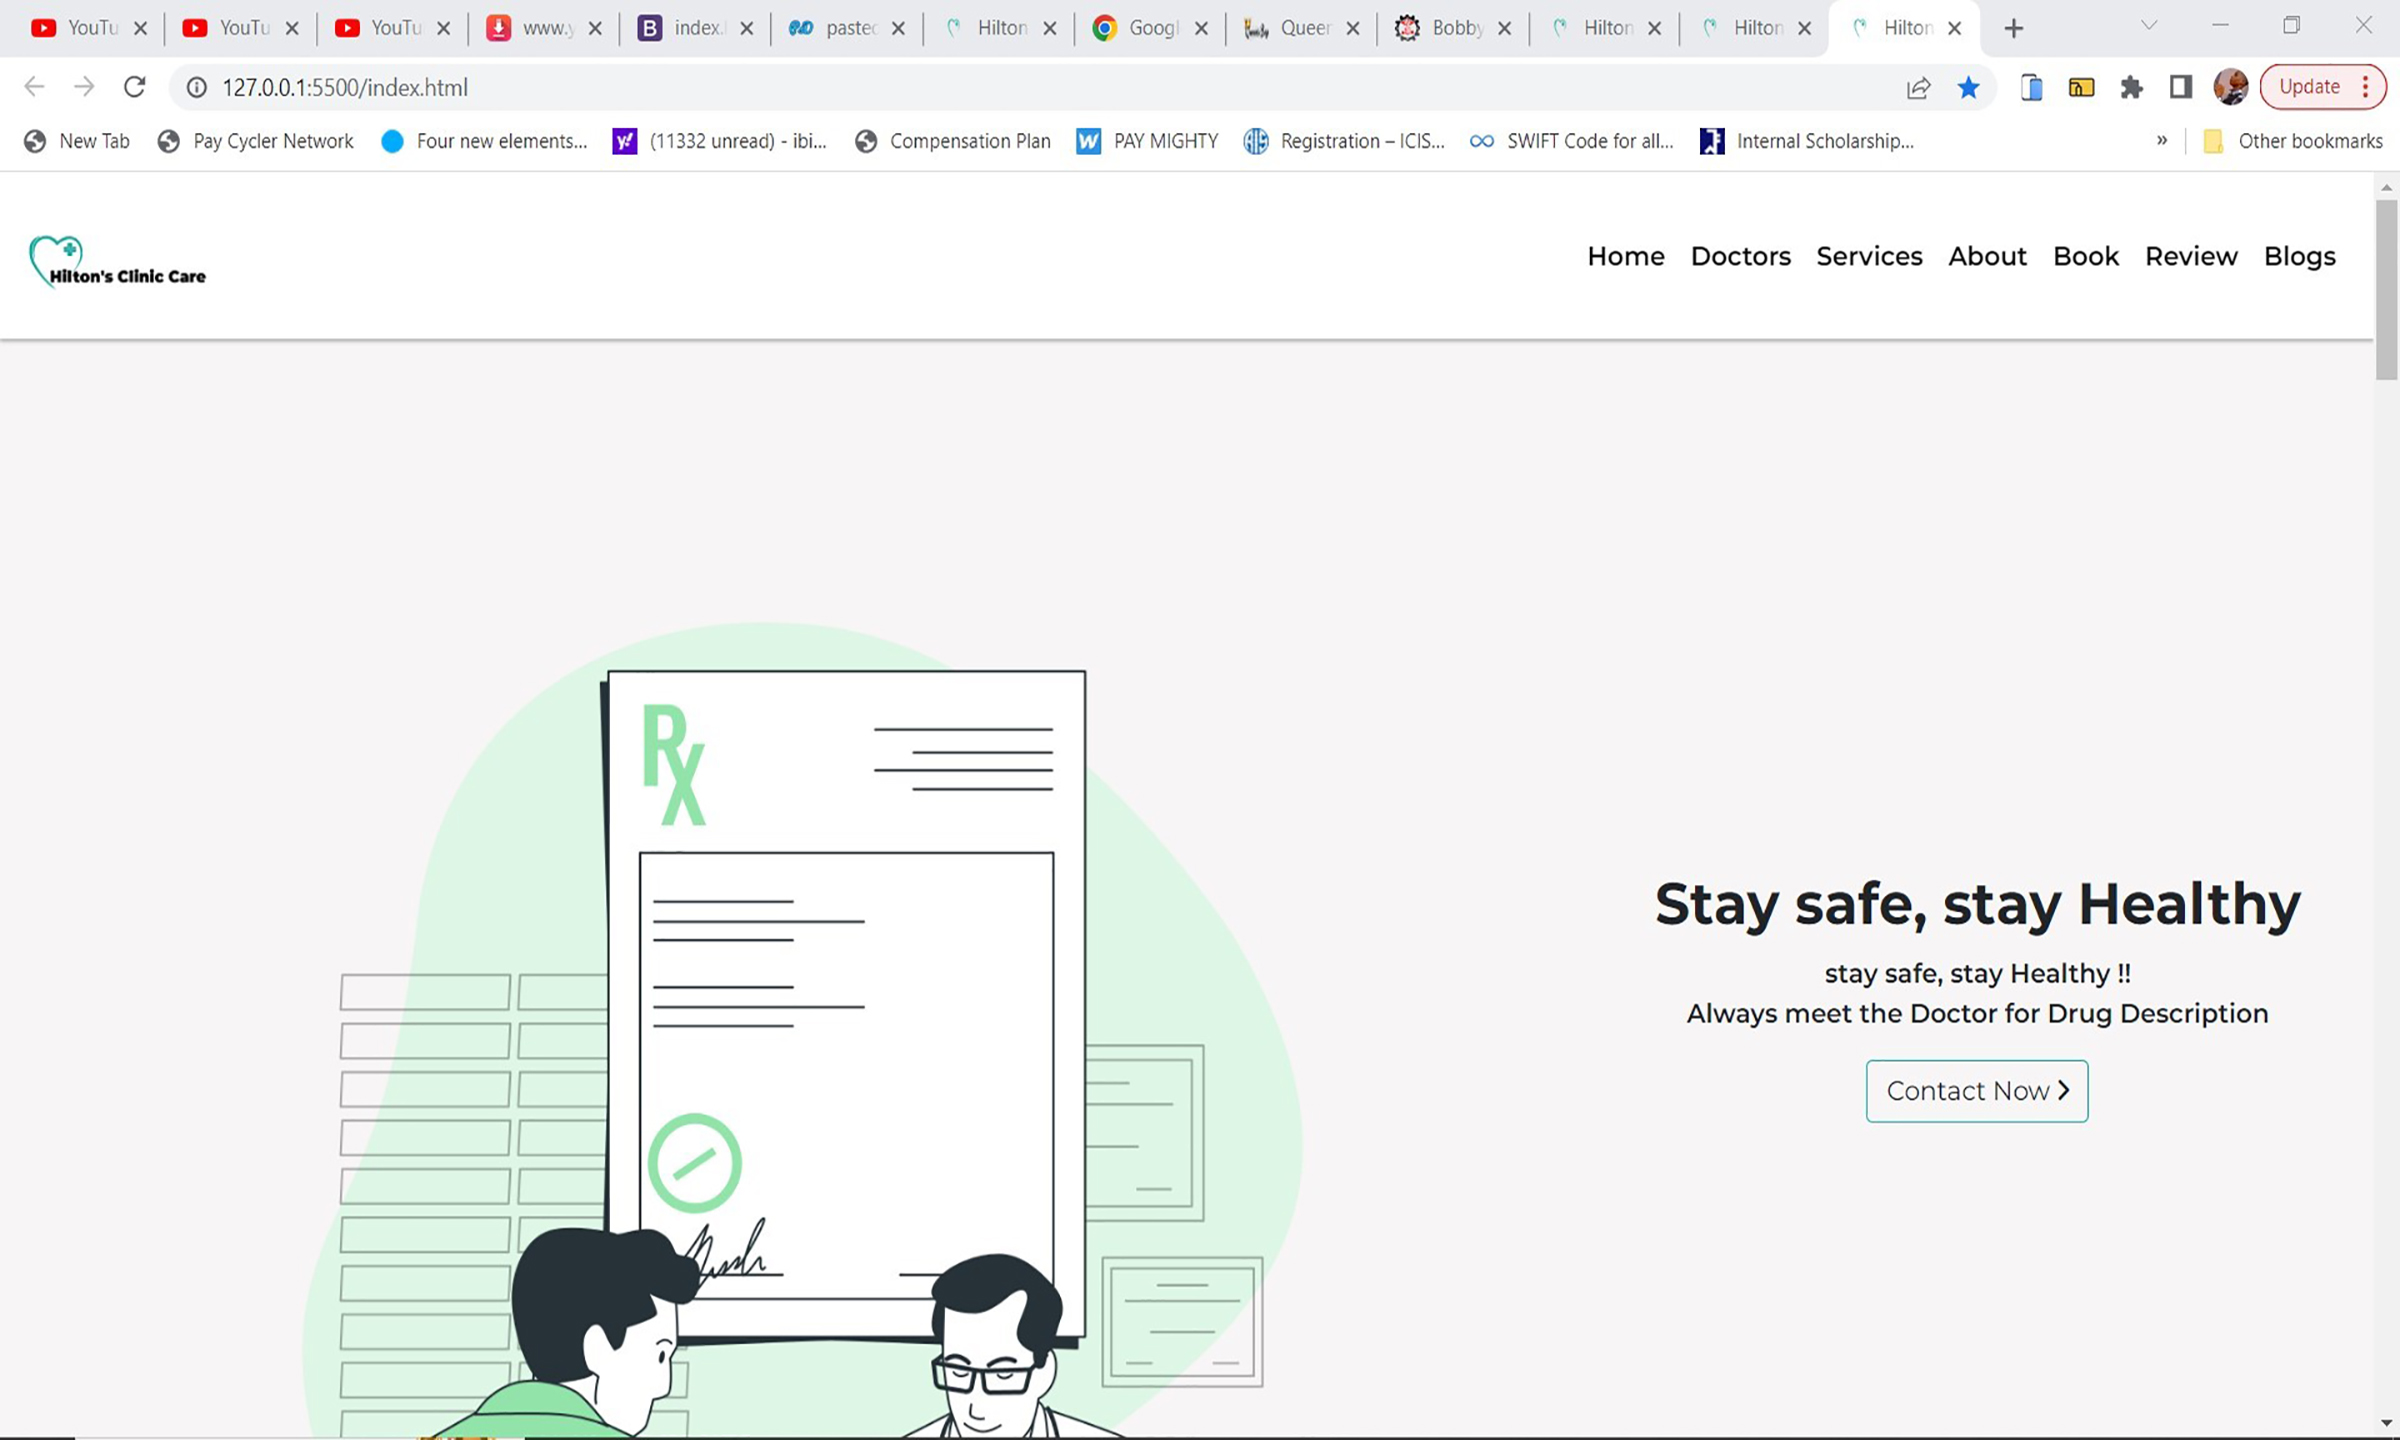 YouTu YouTu YouTu www.y index. pastec Hilton Googl Queer Bobby Hilton Hilton Hilton
127.0.0.1:5500/index.html Update
New Tab Pay Cycler Network Four new elements... (11332 unread) - ibi... Compensation Plan PAY MIGHTY Registration – ICIS... SWIFT Code for all... Internal Scholarship... » Other bookmarks
Hilton's Clinic Care
Home Doctors Services About Book Review Blogs
Rx
Stay safe, stay Healthy
stay safe, stay Healthy !!
Always meet the Doctor for Drug Description
Contact Now